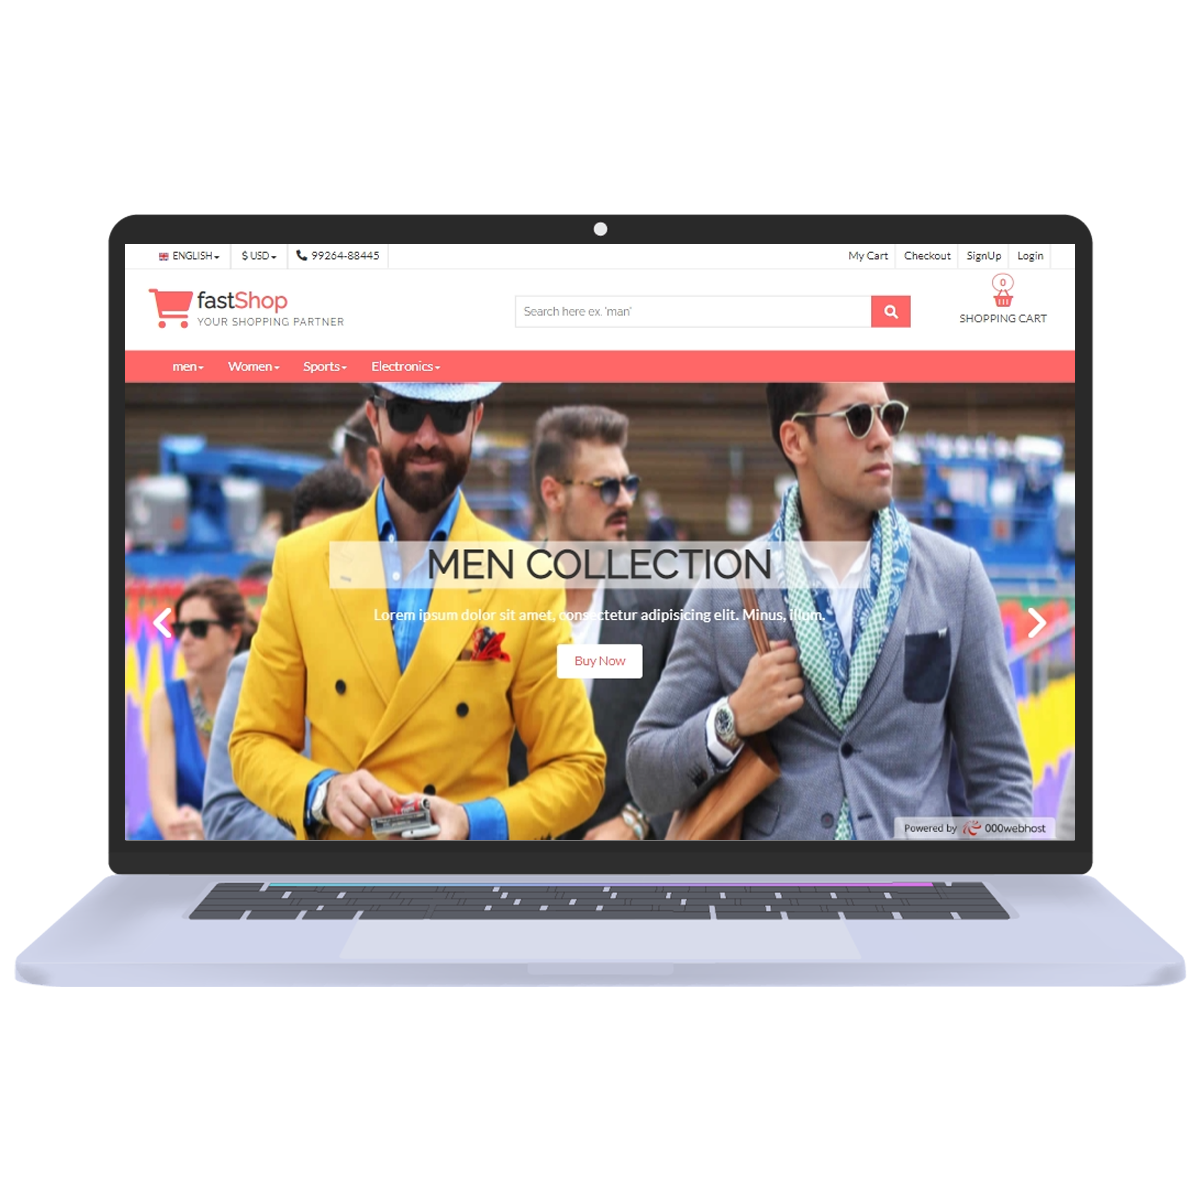 ENGLISH
$ USD
99264-88445
My Cart
Checkout
SignUp
Login
fastShop
YOUR SHOPPING PARTNER
Search here ex. 'man'
0
SHOPPING CART
men
Women
Sports
Electronics
MEN COLLECTION
Lorem ipsum dolor sit amet, consectetur adipisicing elit. Minus, illum.
Buy Now
Powered by 000webhost